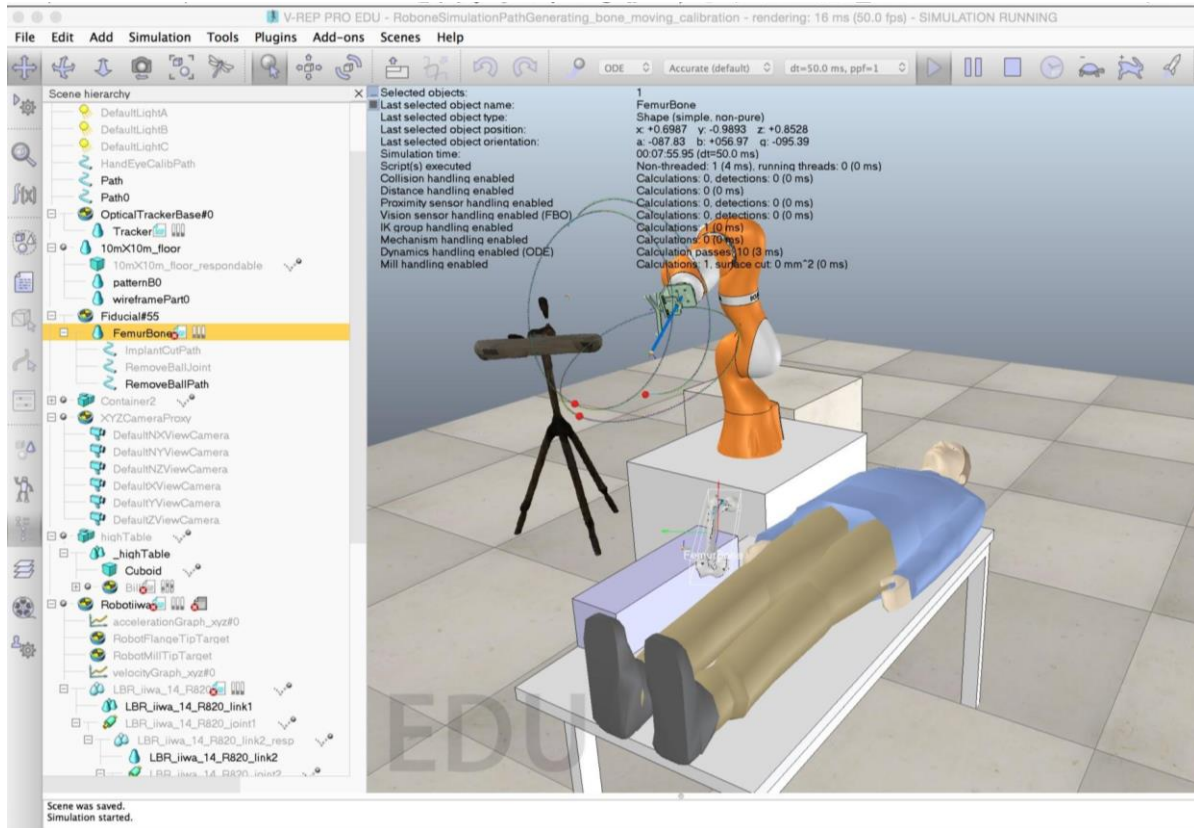 V-REP PRO EDU - RoboneSimulationPathGenerating_bone_moving_calibration - rendering: 16 ms (50.0 fps) - SIMULATION RUNNING
File Edit Add Simulation Tools Plugins Add-ons Scenes Help
ODE Accurate (default) dt=50.0 ms, ppf=1
Scene hierarchy
DefaultLightA
DefaultLightB
DefaultLightC
HandEyeCalibPath
Path
Path0
OpticalTrackerBase#0
Tracker
10mX10m_floor
10mX10m_floor_respondable
patternB0
wireframePart0
Fiducial#55
FemurBone
ImplantCutPath
RemoveBallJoint
RemoveBallPath
Container2
XYZCameraProxy
DefaultNXViewCamera
DefaultNYViewCamera
DefaultNZViewCamera
DefaultXViewCamera
DefaultYViewCamera
DefaultZViewCamera
highTable
_highTable
Cuboid
Bill
Robotiiwa
accelerationGraph_xyz#0
RobotFlangeTipTarget
RobotMillTipTarget
velocityGraph_xyz#0
LBR_iiwa_14_R820
LBR_iiwa_14_R820_link1
LBR_iiwa_14_R820_joint1
LBR_iiwa_14_R820_link2_resp
LBR_iiwa_14_R820_link2
LBR_iiwa_14_R820_joint2
Selected objects: 1
Last selected object name: FemurBone
Last selected object type: Shape (simple, non-pure)
Last selected object position: x: +0.6987 y: -0.9893 z: +0.8528
Last selected object orientation: a: -087.83 b: +056.97 g: -095.39
Simulation time: 00:07:55.95 (dt=50.0 ms)
Script(s) executed Non-threaded: 1 (4 ms), running threads: 0 (0 ms)
Collision handling enabled Calculations: 0, detections: 0 (0 ms)
Distance handling enabled Calculations: 0 (0 ms)
Proximity sensor handling enabled Calculations: 0, detections: 0 (0 ms)
Vision sensor handling enabled (FBO) Calculations: 0, detections: 0 (0 ms)
IK group handling enabled Calculations: 1 (0 ms)
Mechanism handling enabled Calculations: 0 (0 ms)
Dynamics handling enabled (ODE) Calculation passes: 10 (3 ms)
Mill handling enabled Calculations: 1, surface cut: 0 mm^2 (0 ms)
FemurBone
EDU
Scene was saved.
Simulation started.